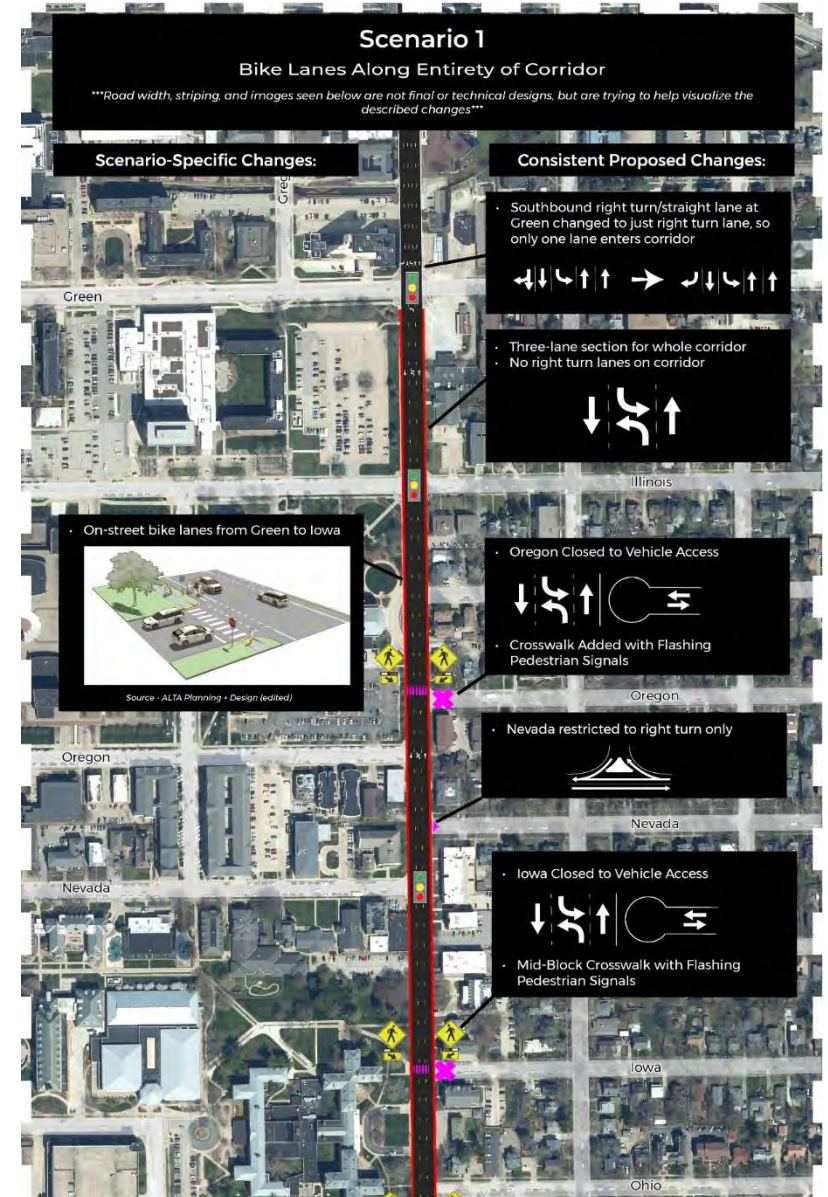 Scenario 1
Bike Lanes Along Entirety of Corridor
***Road width, striping, and images seen below are not final or technical designs, but are trying to help visualize the
described changes***
Scenario-Specific Changes:
Consistent Proposed Changes:
• Southbound right turn/straight lane at
Green changed to just right turn lane, so
only one lane enters corridor
Green
• Three-lane section for whole corridor
• No right turn lanes on corridor
Illinois
• On-street bike lanes from Green to Iowa
Source - ALTA Planning + Design (edited)
• Oregon Closed to Vehicle Access
• Crosswalk Added with Flashing
Pedestrian Signals
Oregon
• Nevada restricted to right turn only
Oregon
Nevada
Nevada
• Iowa Closed to Vehicle Access
• Mid-Block Crosswalk with Flashing
Pedestrian Signals
Iowa
Ohio